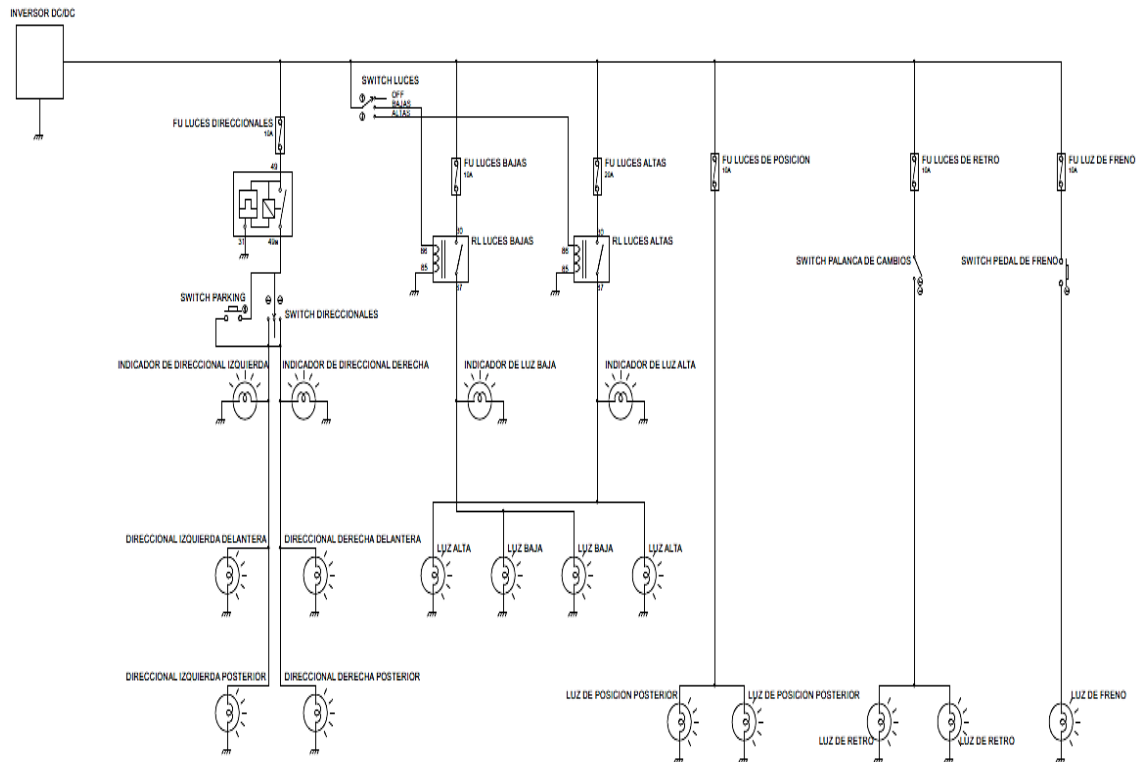 INVERSOR DC/DC
SWITCH LUCES
OFF
BAJAS
ALTAS
FU LUCES DIRECCIONALES
10A
FU LUCES BAJAS
10A
FU LUCES ALTAS
20A
FU LUCES DE POSICION
10A
FU LUCES DE RETRO
10A
FU LUZ DE FRENO
10A
49
31
49a
30
86
85
87
RL LUCES BAJAS
86
85
87
RL LUCES ALTAS
SWITCH PALANCA DE CAMBIOS
SWITCH PEDAL DE FRENO
SWITCH PARKING
SWITCH DIRECCIONALES
INDICADOR DE DIRECCIONAL IZQUIERDA
INDICADOR DE DIRECCIONAL DERECHA
INDICADOR DE LUZ BAJA
INDICADOR DE LUZ ALTA
DIRECCIONAL IZQUIERDA DELANTERA
DIRECCIONAL DERECHA DELANTERA
LUZ ALTA
LUZ BAJA
LUZ BAJA
LUZ ALTA
DIRECCIONAL IZQUIERDA POSTERIOR
DIRECCIONAL DERECHA POSTERIOR
LUZ DE POSICION POSTERIOR
LUZ DE POSICION POSTERIOR
LUZ DE RETRO
LUZ DE RETRO
LUZ DE FRENO